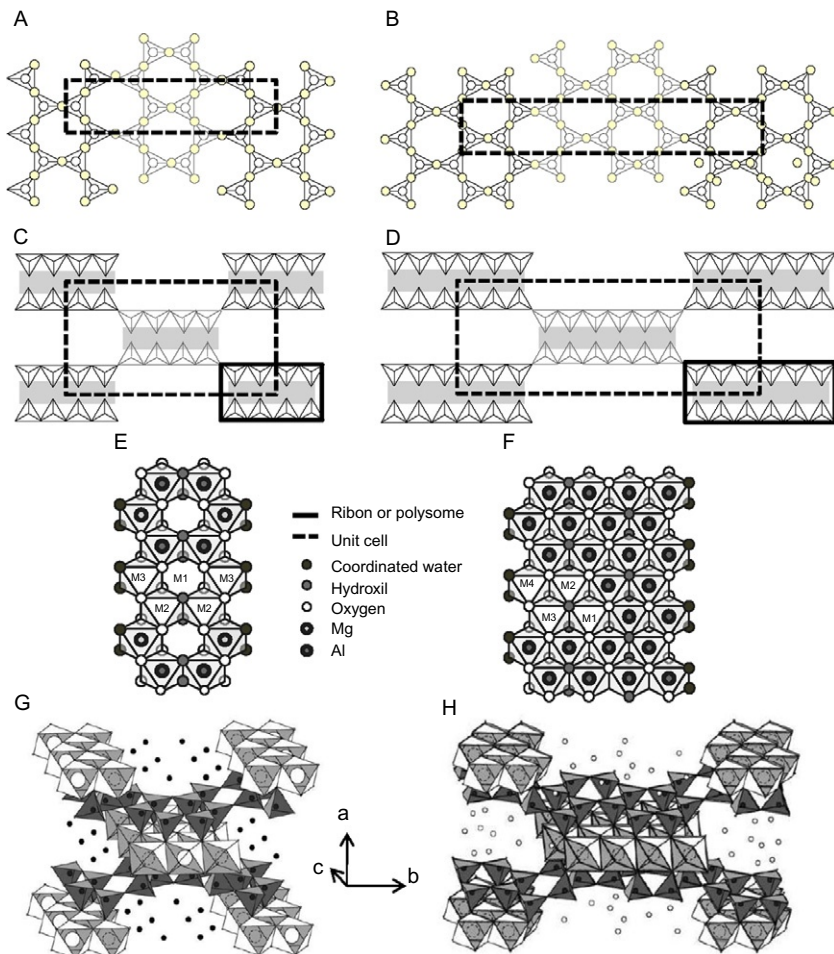 A
B
C
D
E
F
Ribbon or polysome
Unit cell
Coordinated water
Hydroxil
Oxygen
Mg
Al
M3 M1 M3
M2 M2
M4 M2
M3 M1
G
H
a
c
b